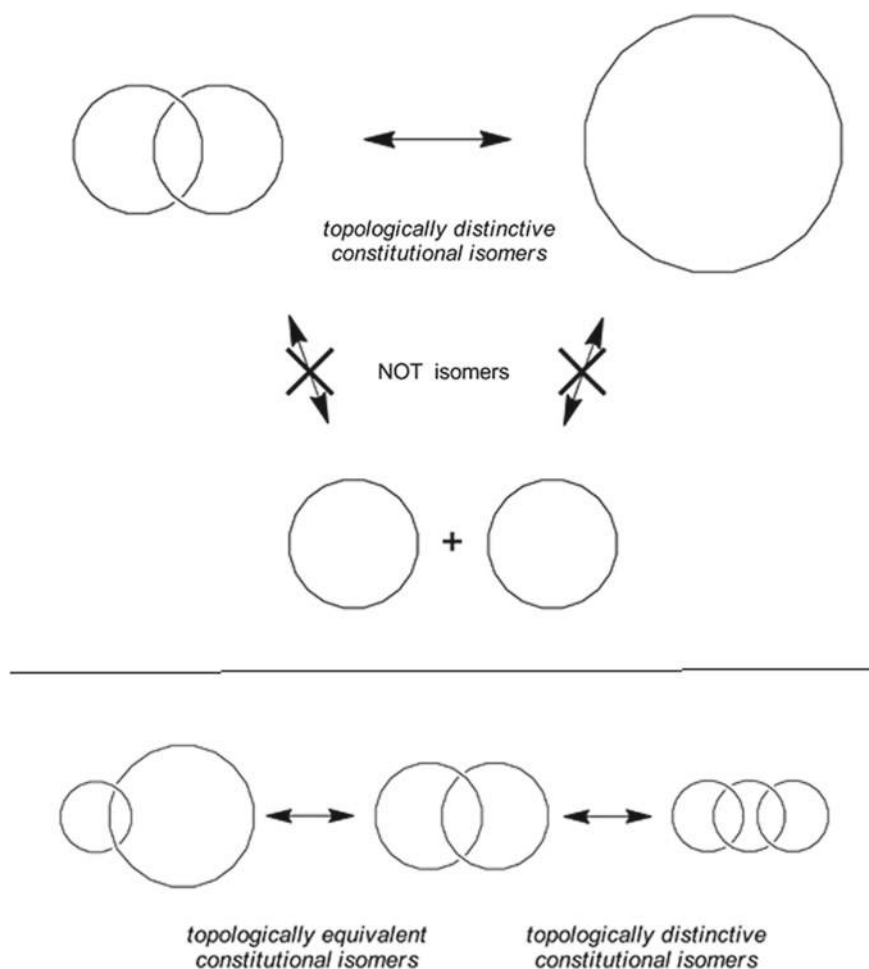 topologically distinctive
constitutional isomers
NOT isomers
+
topologically equivalent
constitutional isomers
topologically distinctive
constitutional isomers